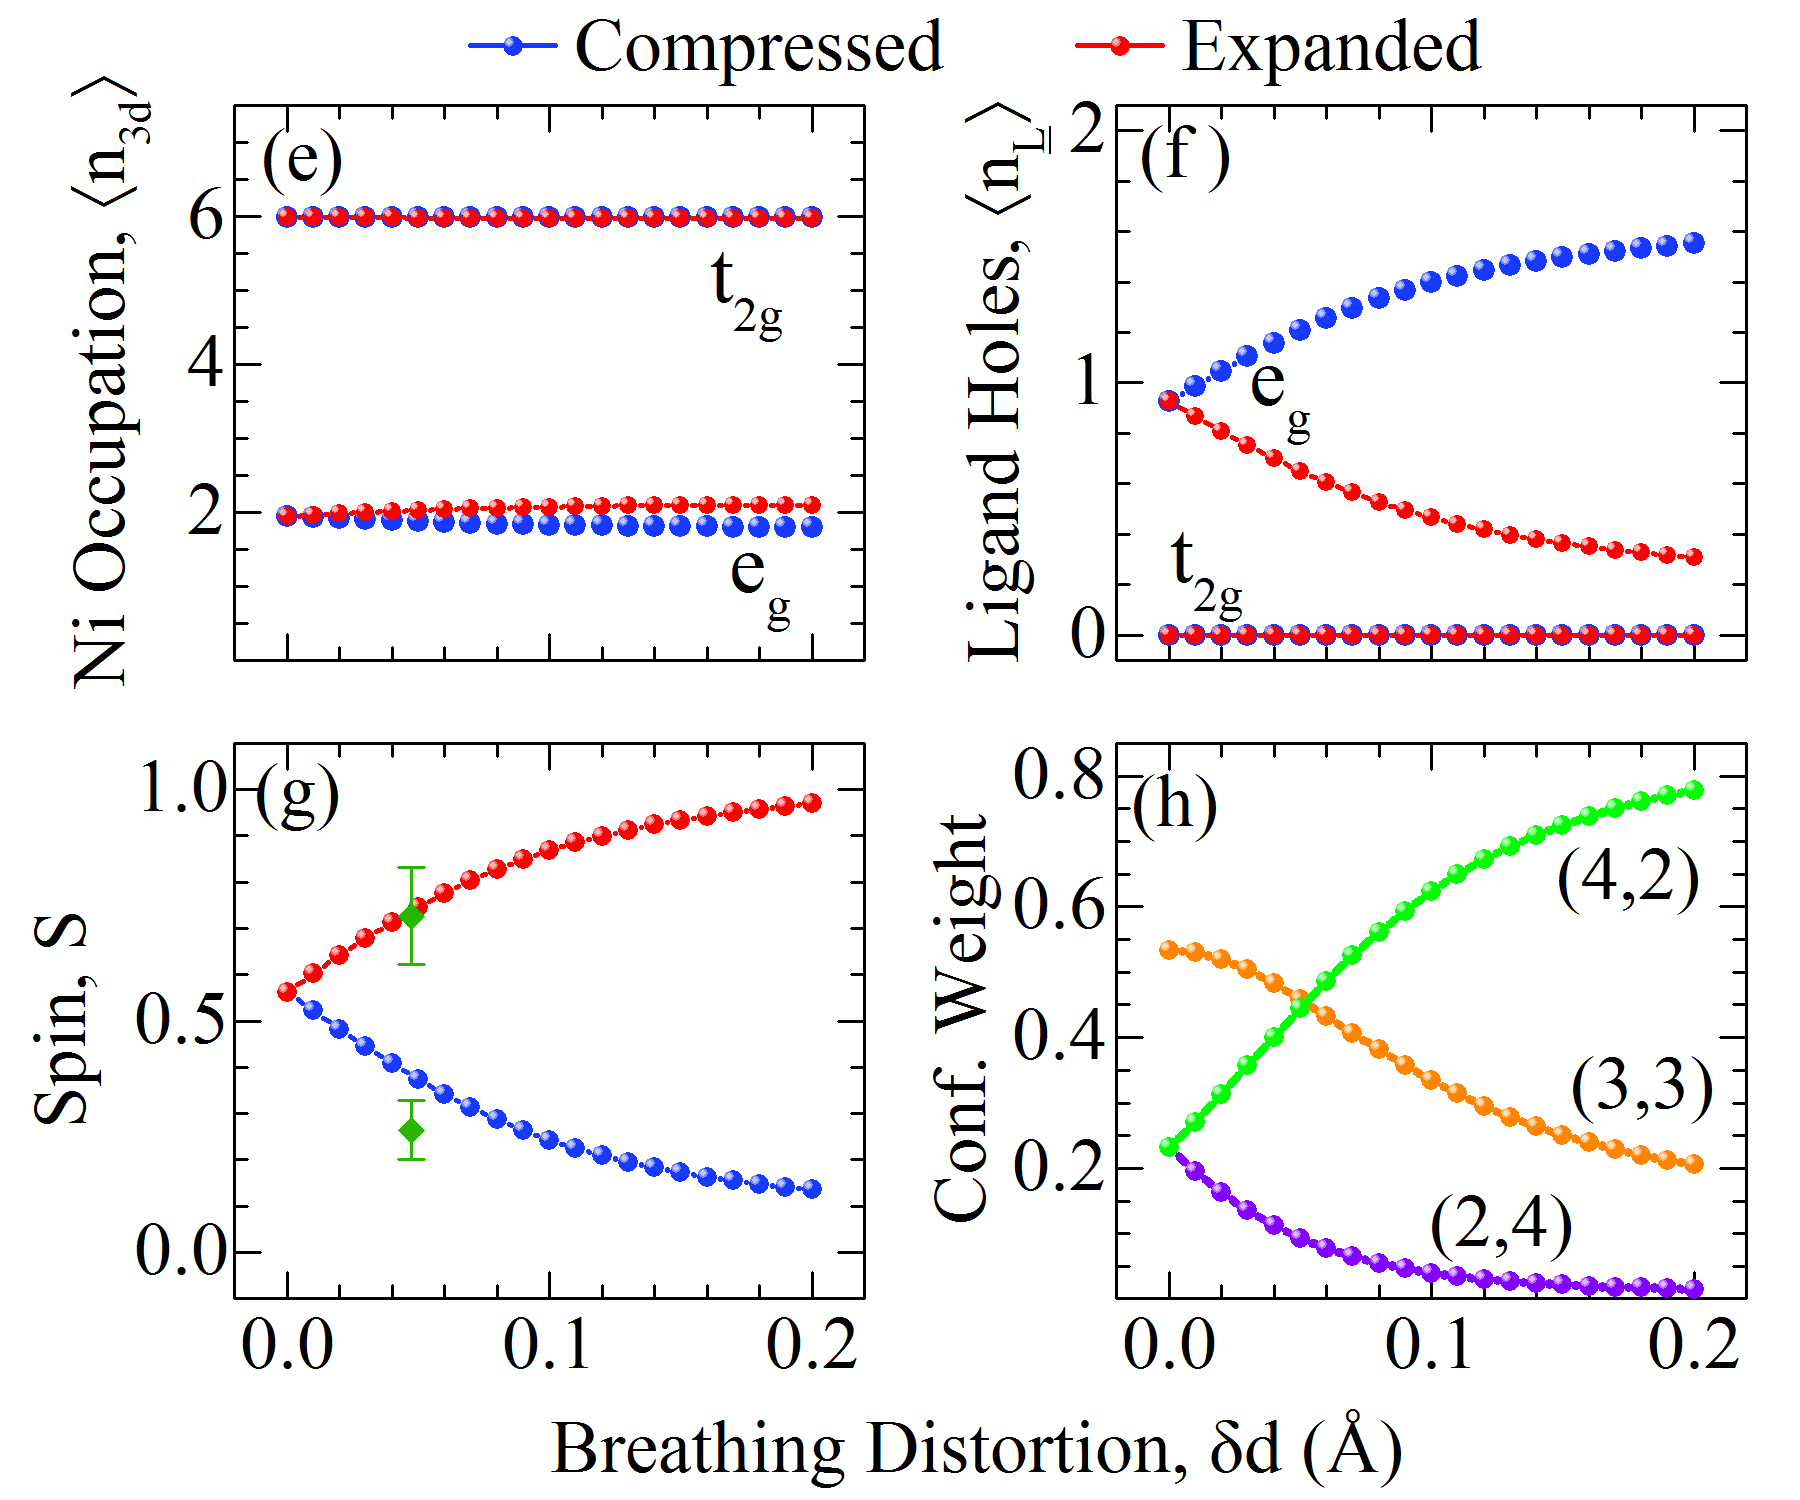 Compressed Expanded
Ni Occupation, ⟨n3d⟩
(e)
6
4
2
t2g
eg
Ligand Holes, ⟨nL̲⟩
(f )
2
1
0
eg
t2g
Spin, S
(g)
1.0
0.5
0.0
0.0 0.1 0.2
Conf. Weight
(h)
0.8
0.6
0.4
0.2
(4,2)
(3,3)
(2,4)
0.0 0.1 0.2
Breathing Distortion, δd (Å)